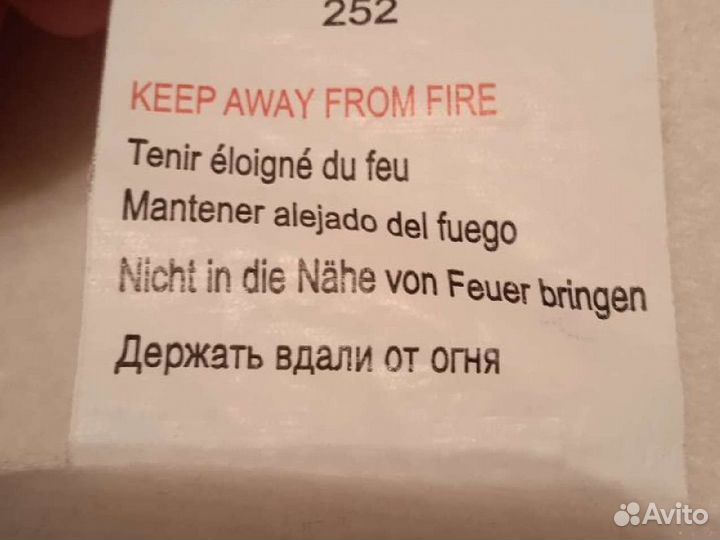 252
KEEP AWAY FROM FIRE
Tenir éloigné du feu
Mantener alejado del fuego
Nicht in die Nähe von Feuer bringen
Держать вдали от огня
Avito